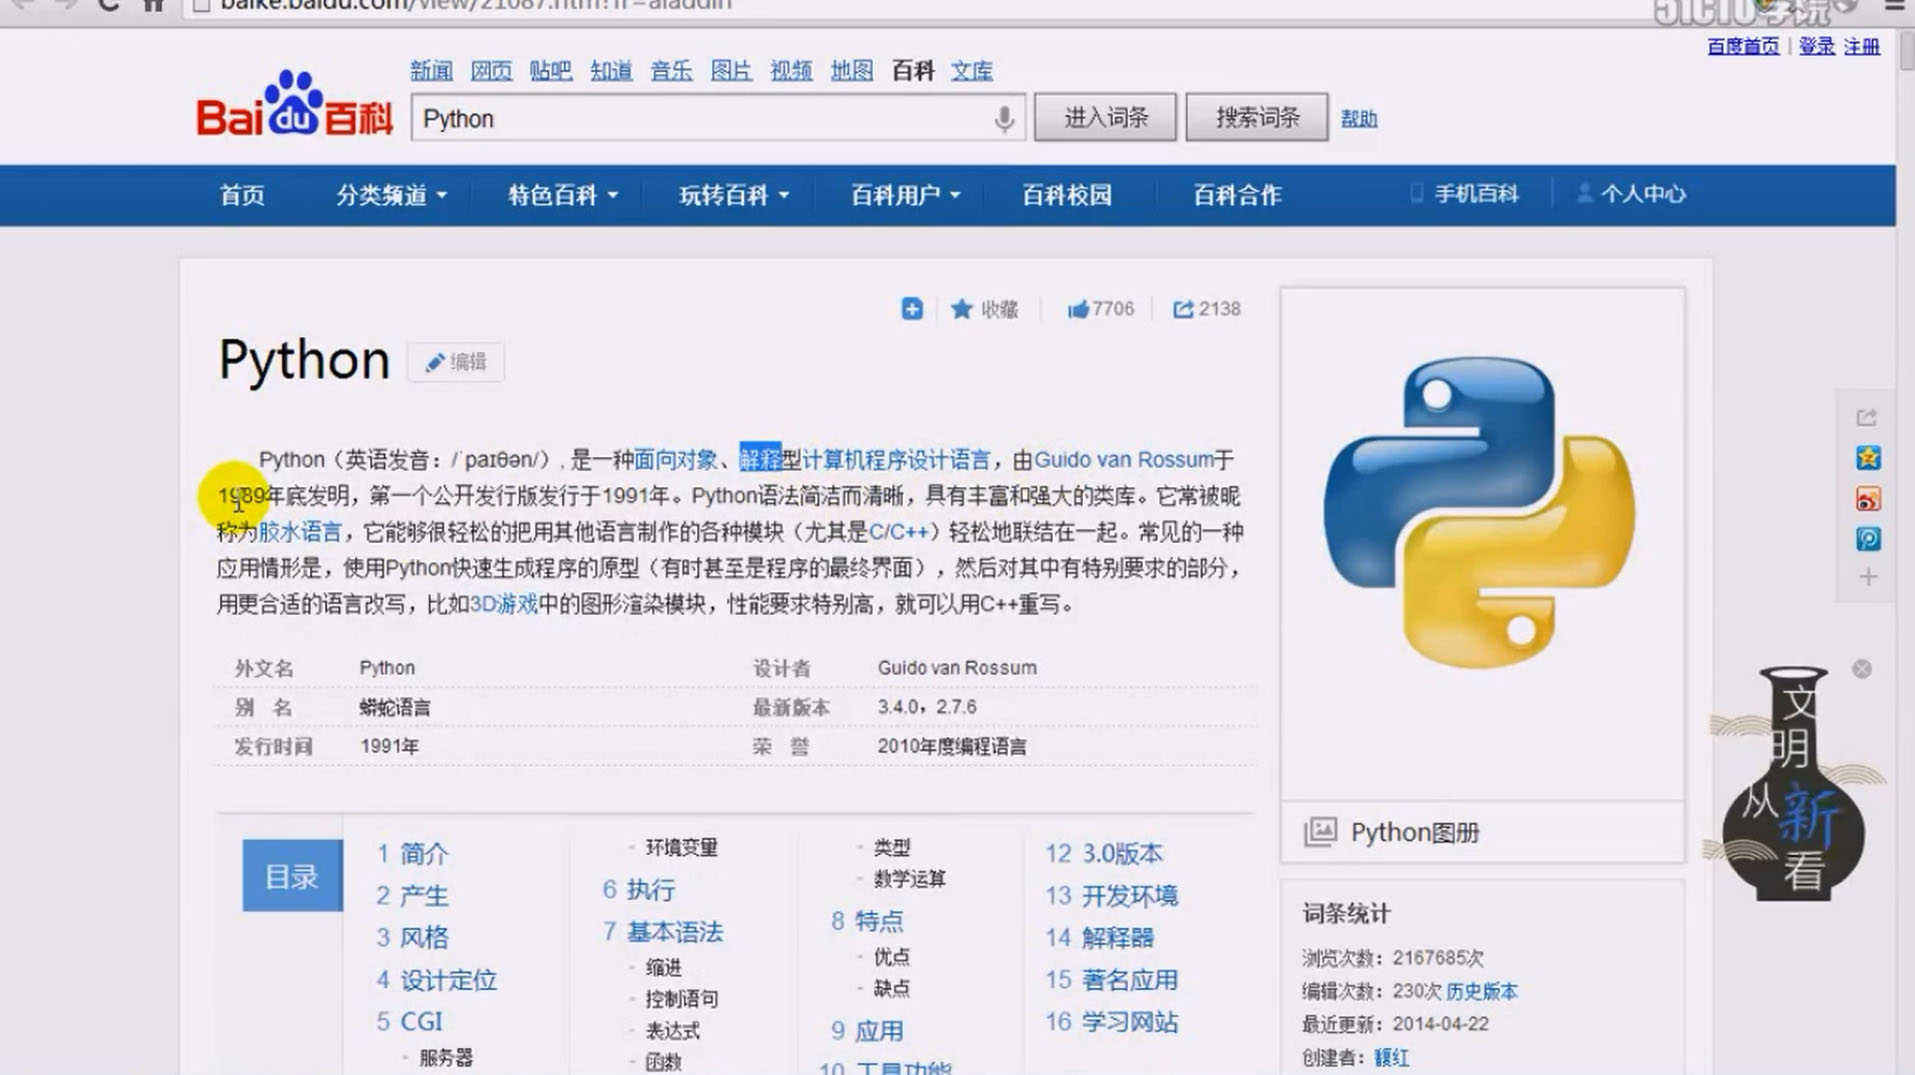 baike.baidu.com/view/21087.htm?fr=aladdin
51CTO学院
百度首页 | 登录 注册
新闻 网页 贴吧 知道 音乐 图片 视频 地图 百科 文库
Baidu百科
Python
进入词条
搜索词条
帮助
首页 分类频道 特色百科 玩转百科 百科用户 百科校园 百科合作 手机百科 个人中心
收藏 7706 2138
Python
编辑
Python（英语发音：/ˈpaɪθən/）, 是一种面向对象、解释型计算机程序设计语言，由Guido van Rossum于
1989年底发明，第一个公开发行版发行于1991年。Python语法简洁而清晰，具有丰富和强大的类库。它常被昵
称为胶水语言，它能够很轻松的把用其他语言制作的各种模块（尤其是C/C++）轻松地联结在一起。常见的一种
应用情形是，使用Python快速生成程序的原型（有时甚至是程序的最终界面），然后对其中有特别要求的部分，
用更合适的语言改写，比如3D游戏中的图形渲染模块，性能要求特别高，就可以用C++重写。
外文名 Python 设计者 Guido van Rossum
别 名 蟒蛇语言 最新版本 3.4.0，2.7.6
发行时间 1991年 荣 誉 2010年度编程语言
目录
1 简介
2 产生
3 风格
4 设计定位
5 CGI
- 服务器
- 环境变量
6 执行
7 基本语法
- 缩进
- 控制语句
- 表达式
- 函数
- 类型
- 数学运算
8 特点
- 优点
- 缺点
9 应用
10 工具功能
12 3.0版本
13 开发环境
14 解释器
15 著名应用
16 学习网站
Python图册
词条统计
浏览次数：2167685次
编辑次数：230次 历史版本
最近更新：2014-04-22
创建者：馥红
文明从新看